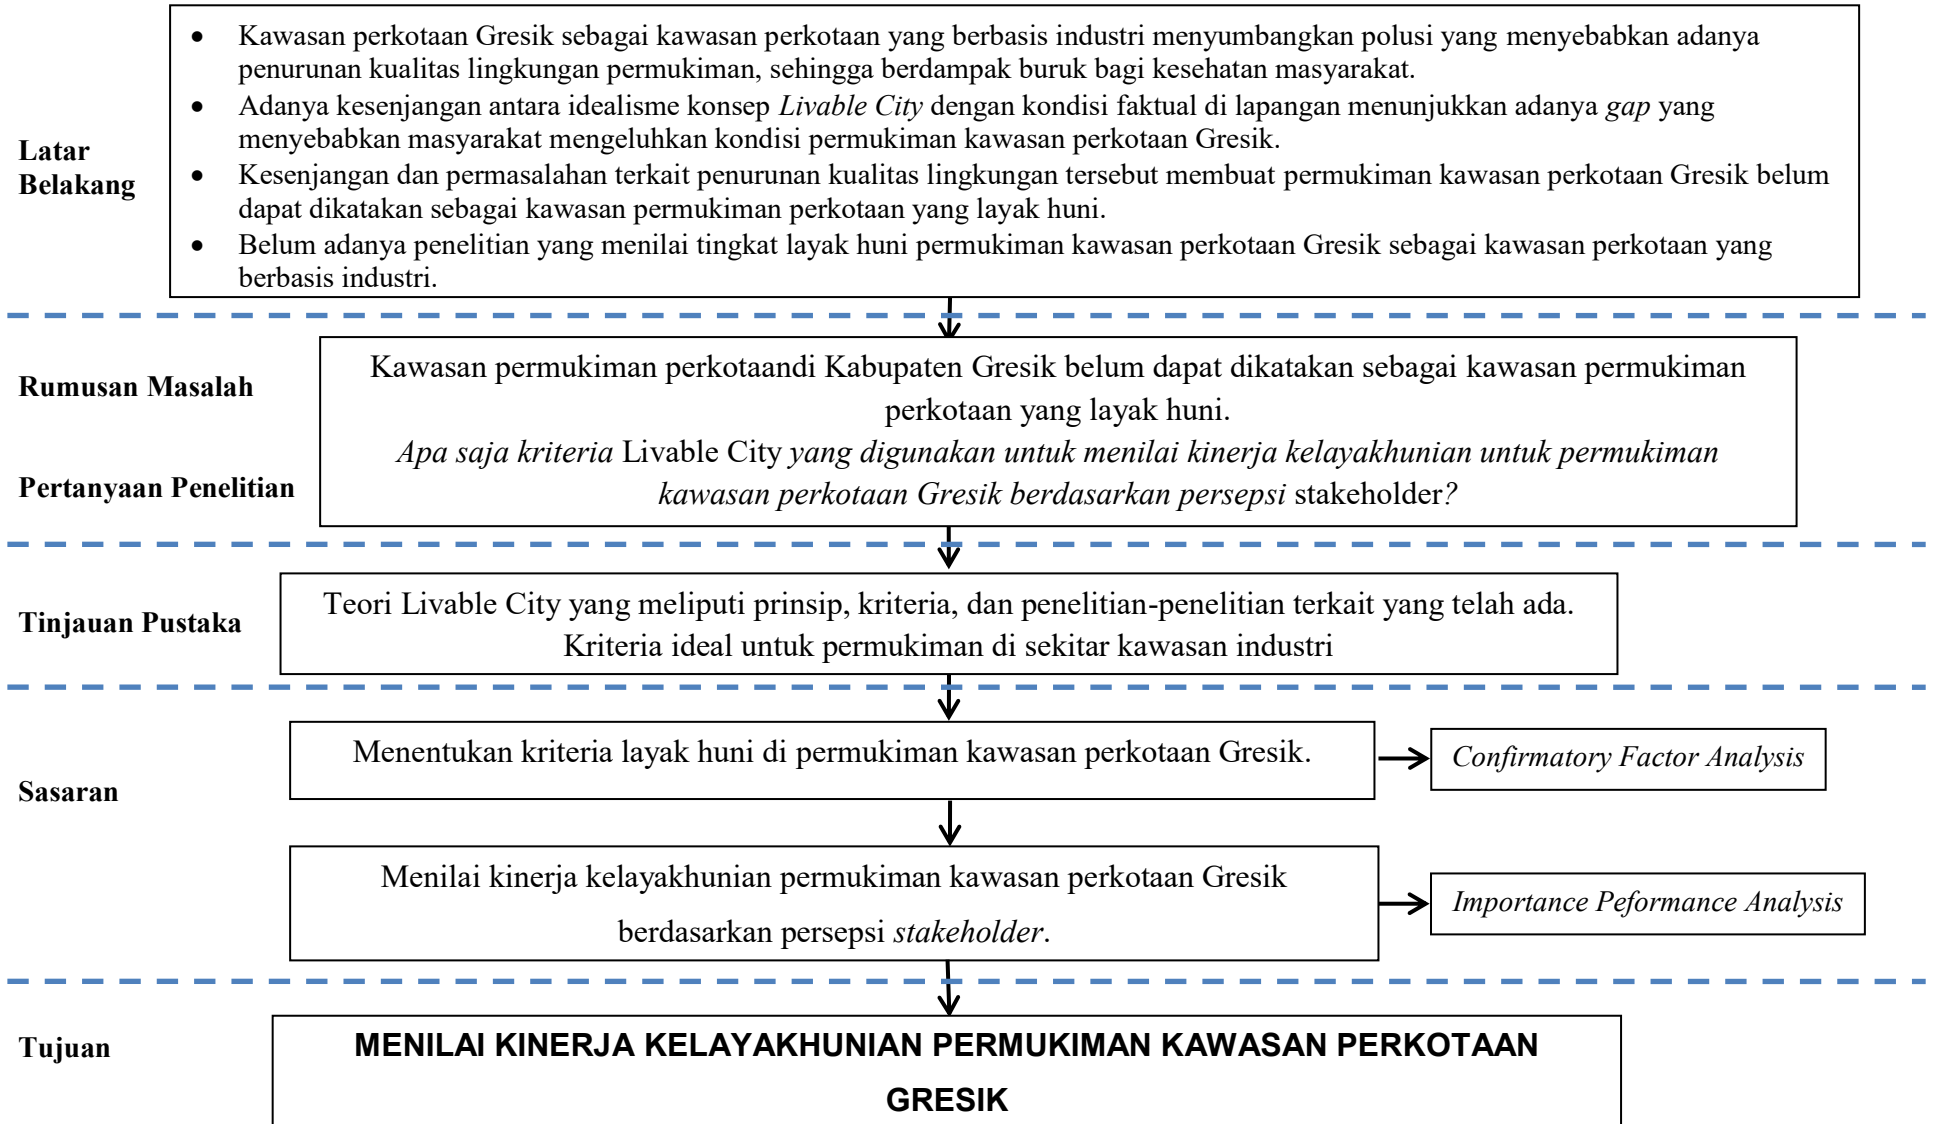 • Kawasan perkotaan Gresik sebagai kawasan perkotaan yang berbasis industri menyumbangkan polusi yang menyebabkan adanya
penurunan kualitas lingkungan permukiman, sehingga berdampak buruk bagi kesehatan masyarakat.
• Adanya kesenjangan antara idealisme konsep Livable City dengan kondisi faktual di lapangan menunjukkan adanya gap yang
menyebabkan masyarakat mengeluhkan kondisi permukiman kawasan perkotaan Gresik.
Latar
Belakang
• Kesenjangan dan permasalahan terkait penurunan kualitas lingkungan tersebut membuat permukiman kawasan perkotaan Gresik belum
dapat dikatakan sebagai kawasan permukiman perkotaan yang layak huni.
• Belum adanya penelitian yang menilai tingkat layak huni permukiman kawasan perkotaan Gresik sebagai kawasan perkotaan yang
berbasis industri.
Rumusan Masalah
Kawasan permukiman perkotaandi Kabupaten Gresik belum dapat dikatakan sebagai kawasan permukiman
perkotaan yang layak huni.
Pertanyaan Penelitian
Apa saja kriteria Livable City yang digunakan untuk menilai kinerja kelayakhunian untuk permukiman
kawasan perkotaan Gresik berdasarkan persepsi stakeholder?
Tinjauan Pustaka
Teori Livable City yang meliputi prinsip, kriteria, dan penelitian-penelitian terkait yang telah ada.
Kriteria ideal untuk permukiman di sekitar kawasan industri
Sasaran
Menentukan kriteria layak huni di permukiman kawasan perkotaan Gresik.
Confirmatory Factor Analysis
Menilai kinerja kelayakhunian permukiman kawasan perkotaan Gresik
berdasarkan persepsi stakeholder.
Importance Peformance Analysis
Tujuan
MENILAI KINERJA KELAYAKHUNIAN PERMUKIMAN KAWASAN PERKOTAAN
GRESIK